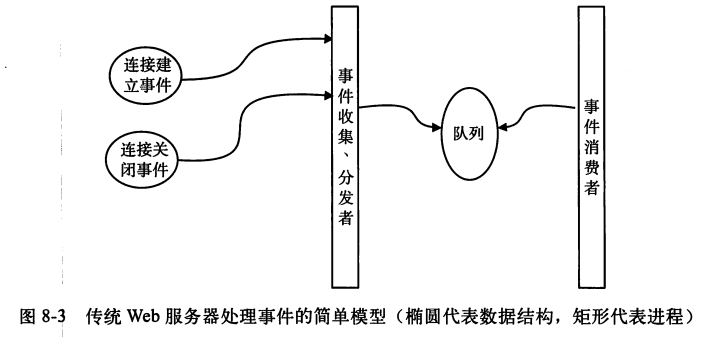 连接建
立事件
连接关
闭事件
事件收集、分发者
队列
事件消费者
图 8-3 传统 Web 服务器处理事件的简单模型（椭圆代表数据结构，矩形代表进程）